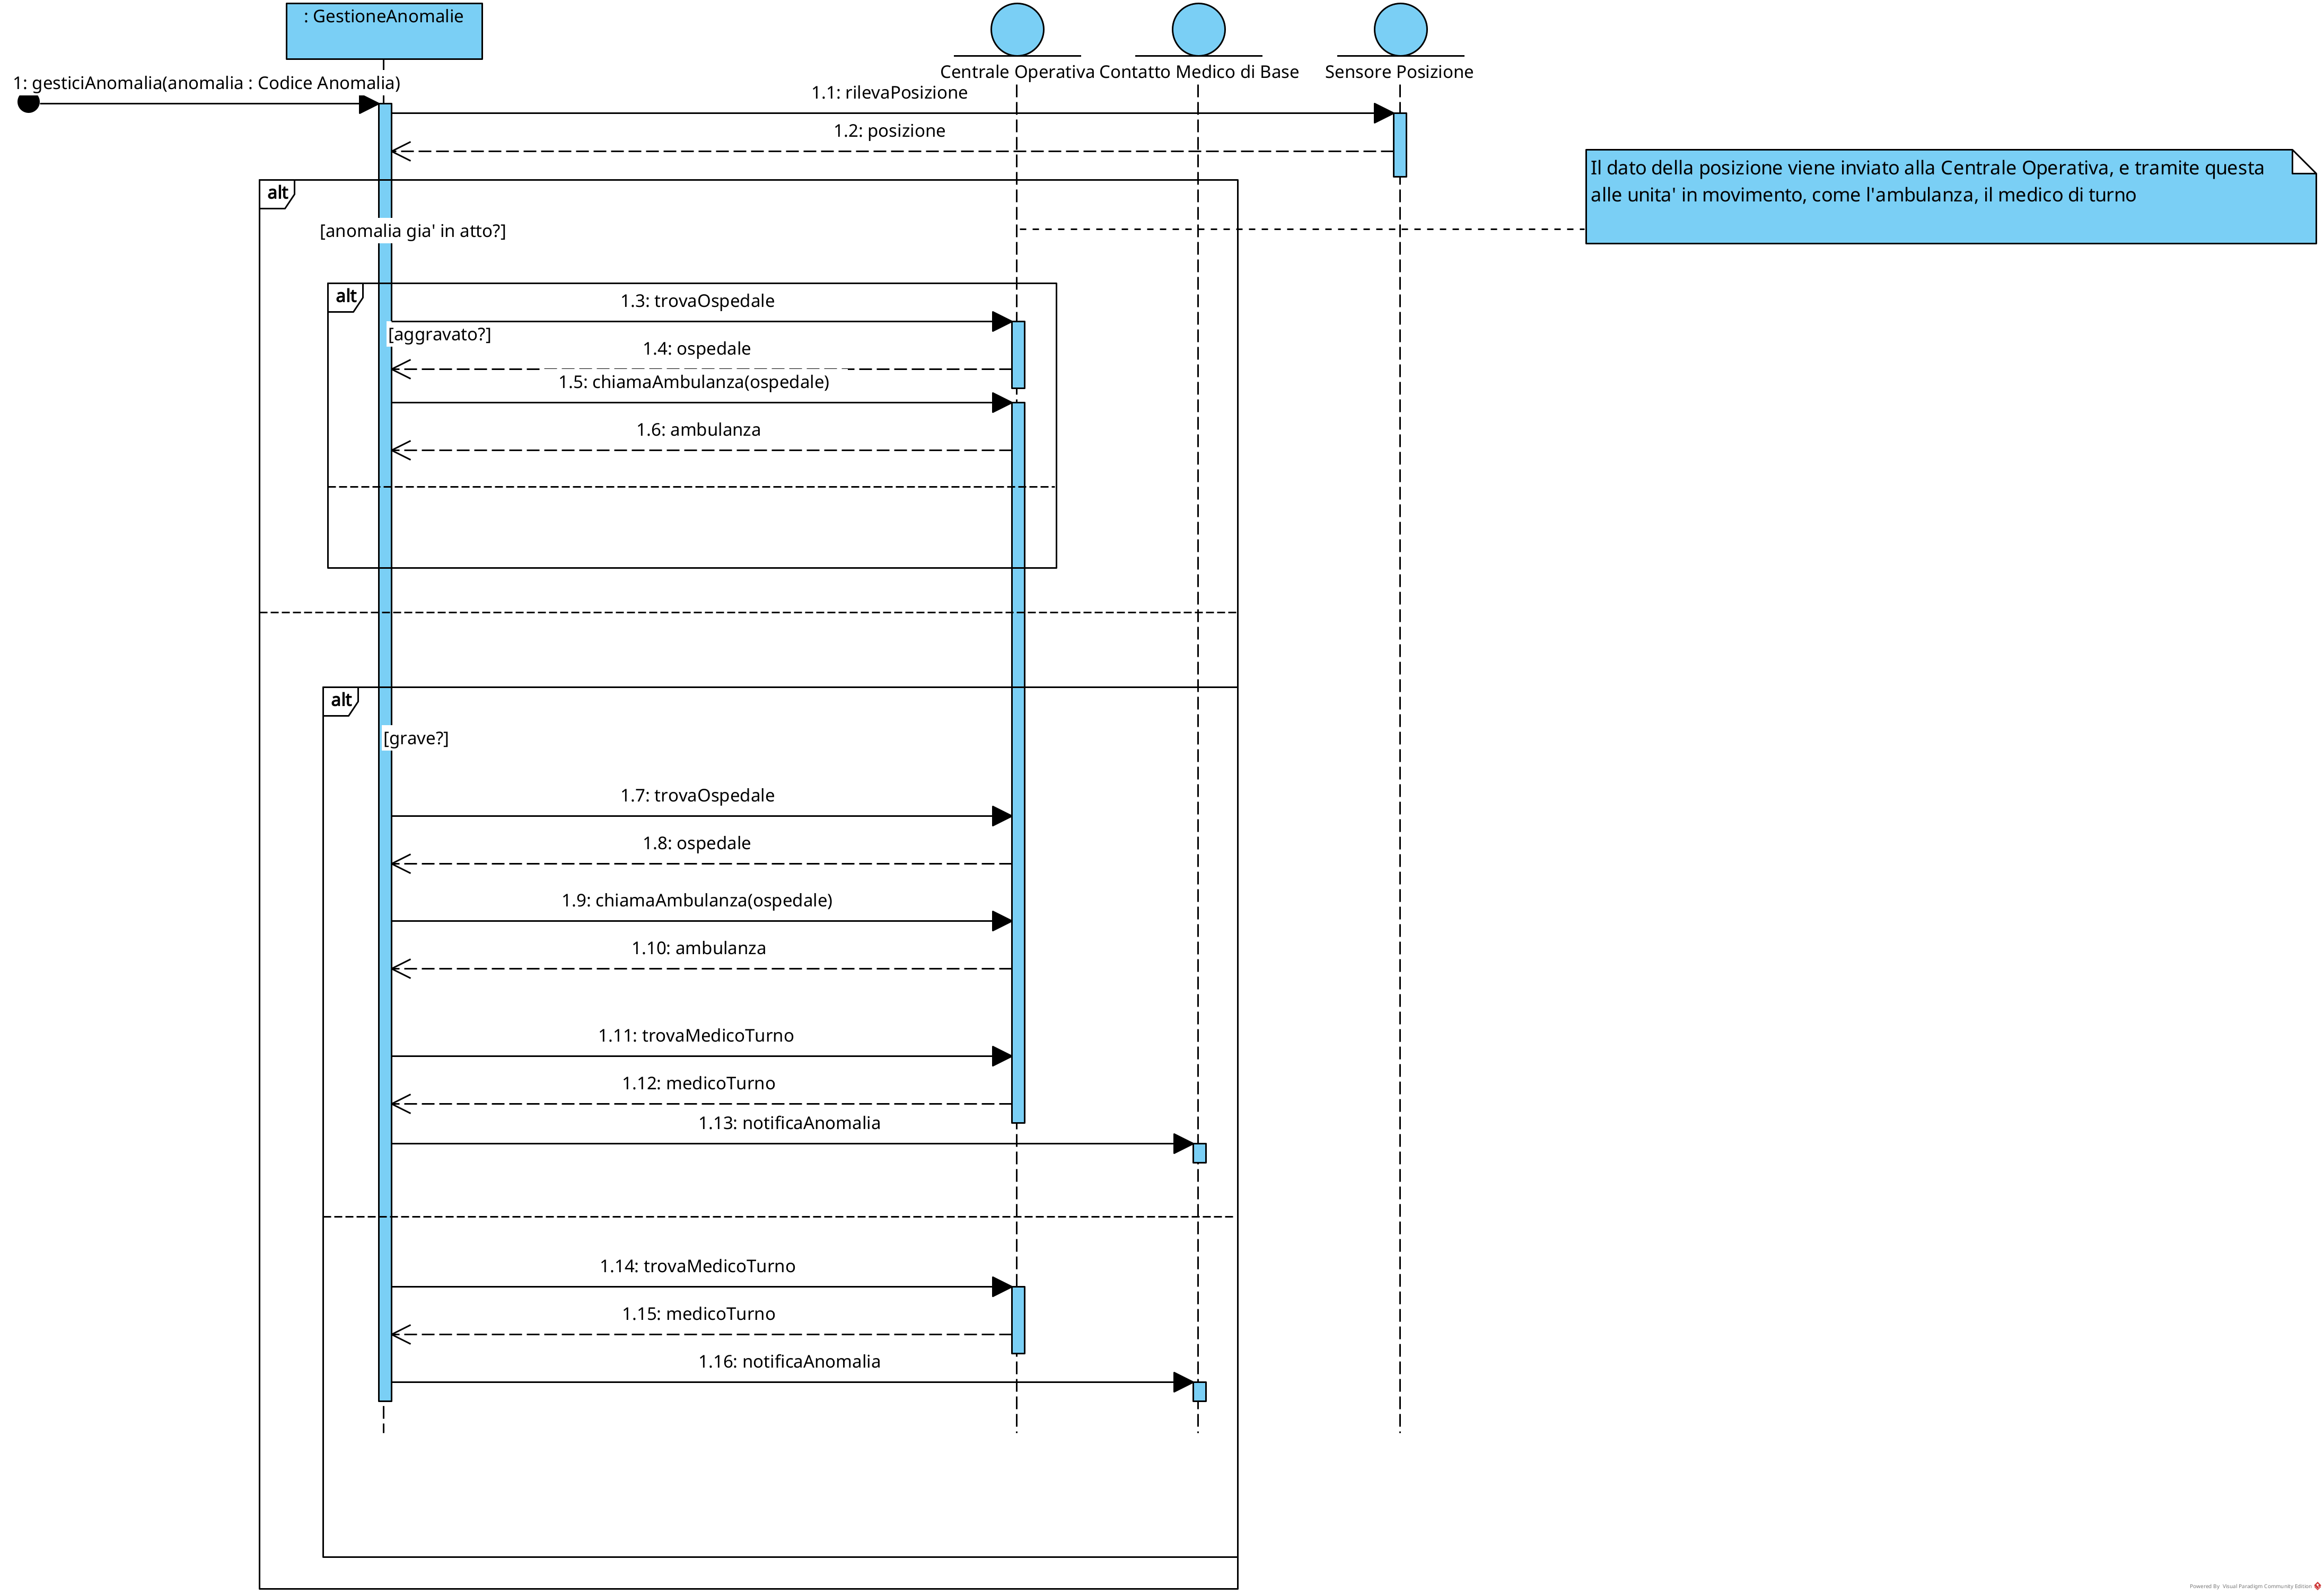 : GestioneAnomalie
Centrale Operativa
Contatto Medico di Base
Sensore Posizione
1: gesticiAnomalia(anomalia : Codice Anomalia)
1.1: rilevaPosizione
1.2: posizione
Il dato della posizione viene inviato alla Centrale Operativa, e tramite questa
alle unita' in movimento, come l'ambulanza, il medico di turno
alt
[anomalia gia' in atto?]
alt
1.3: trovaOspedale
[aggravato?]
1.4: ospedale
1.5: chiamaAmbulanza(ospedale)
1.6: ambulanza
alt
[grave?]
1.7: trovaOspedale
1.8: ospedale
1.9: chiamaAmbulanza(ospedale)
1.10: ambulanza
1.11: trovaMedicoTurno
1.12: medicoTurno
1.13: notificaAnomalia
1.14: trovaMedicoTurno
1.15: medicoTurno
1.16: notificaAnomalia
Powered By Visual Paradigm Community Edition